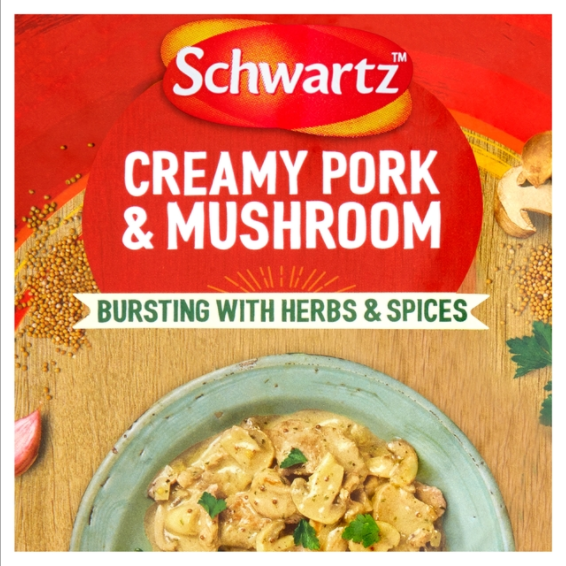 Schwartz™
CREAMY PORK
& MUSHROOM
BURSTING WITH HERBS & SPICES